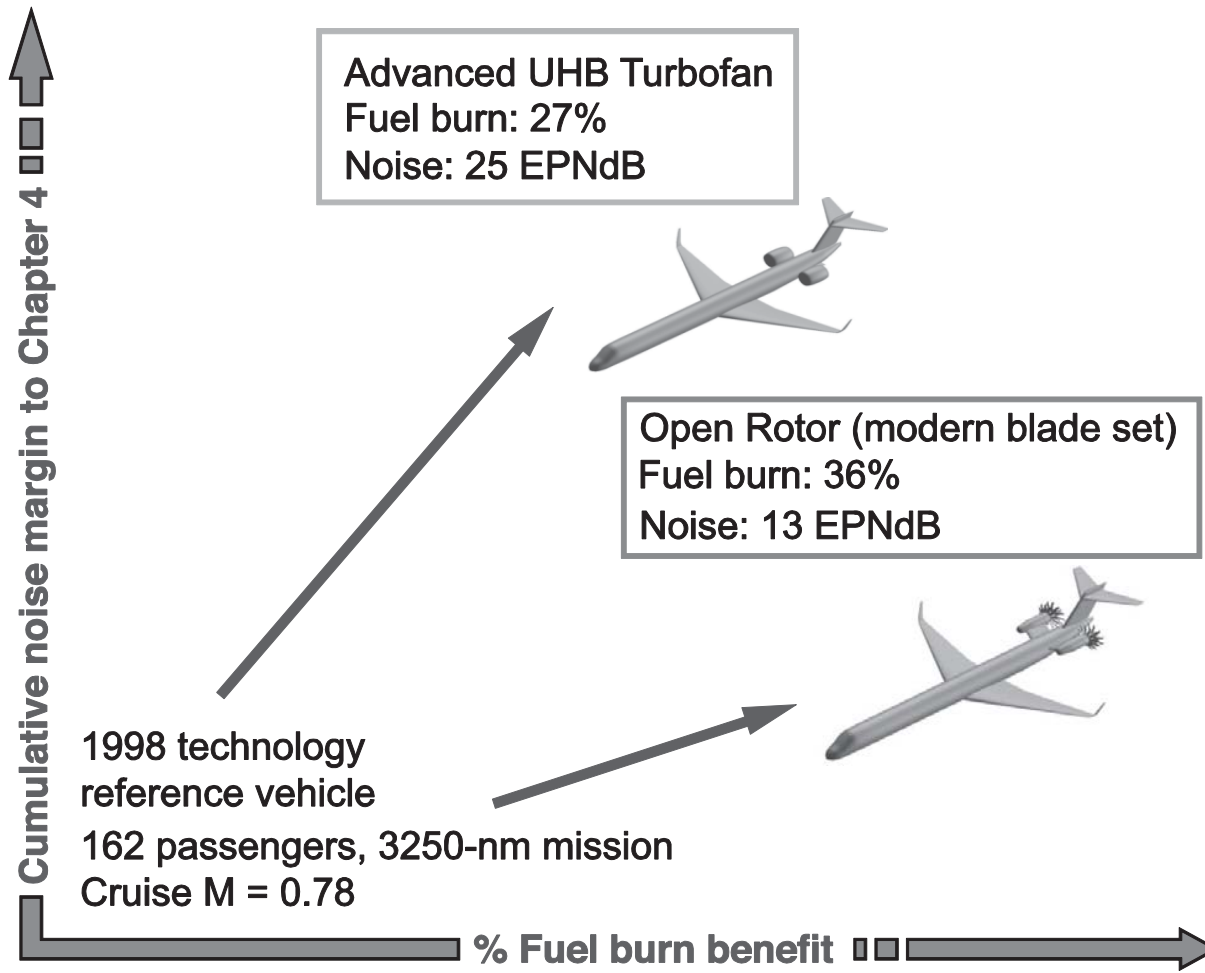 Cumulative noise margin to Chapter 4
Advanced UHB Turbofan
Fuel burn: 27%
Noise: 25 EPNdB
Open Rotor (modern blade set)
Fuel burn: 36%
Noise: 13 EPNdB
1998 technology
reference vehicle
162 passengers, 3250-nm mission
Cruise M = 0.78
% Fuel burn benefit